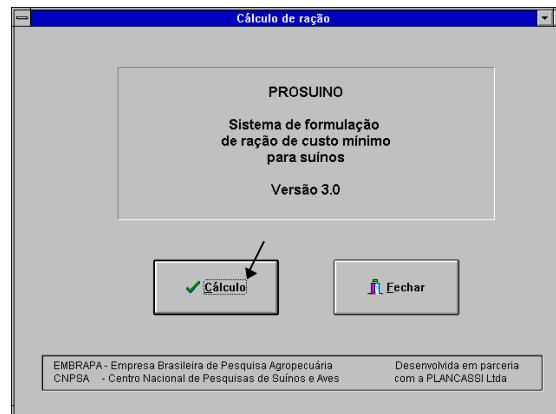 Cálculo de ração
PROSUINO
Sistema de formulação
de ração de custo mínimo
para suínos
Versão 3.0
Cálculo
Fechar
EMBRAPA - Empresa Brasileira de Pesquisa Agropecuária
CNPSA - Centro Nacional de Pesquisas de Suínos e Aves
Desenvolvida em parceria
com a PLANCASSI Ltda